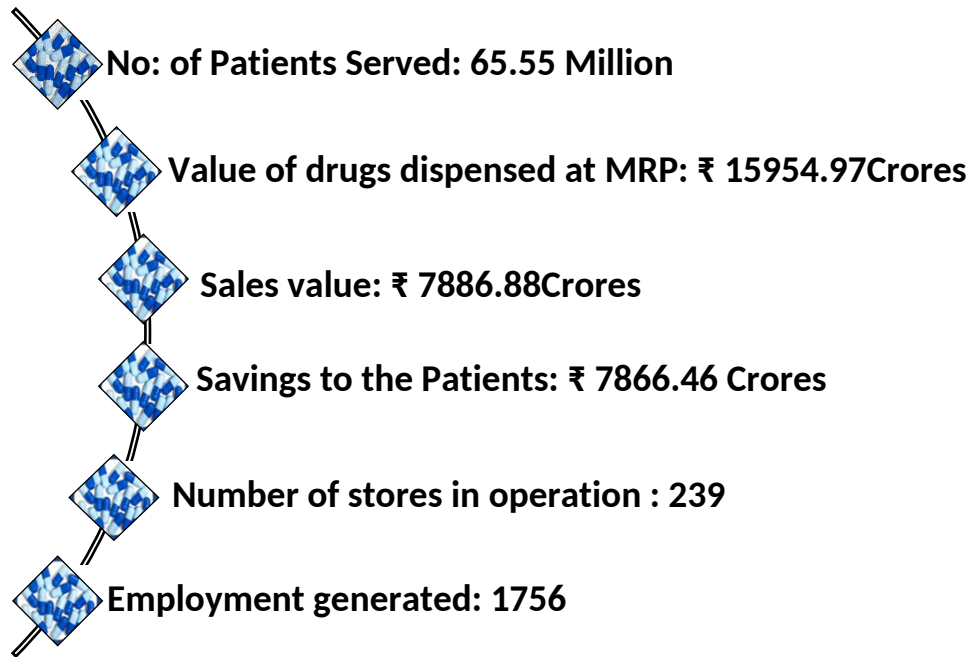 No: of Patients Served: 65.55 Million
Value of drugs dispensed at MRP: ₹ 15954.97Crores
Sales value: ₹ 7886.88Crores
Savings to the Patients: ₹ 7866.46 Crores
Number of stores in operation : 239
Employment generated: 1756